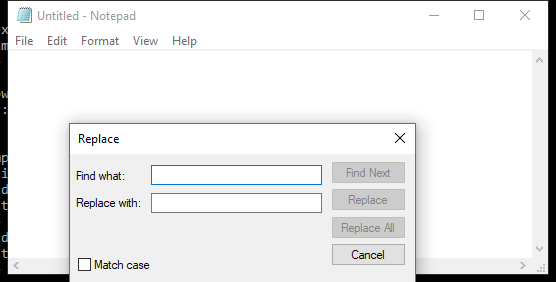 Untitled - Notepad
File Edit Format View Help
Replace
Find what:
Find Next
Replace with:
Replace
Replace All
Cancel
Match case